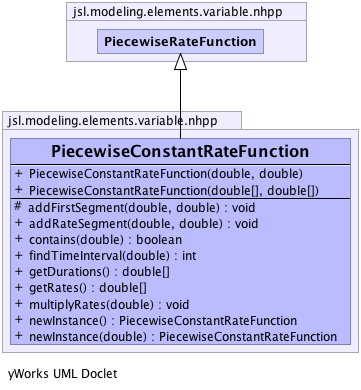 jsl.modeling.elements.variable.nhpp
PiecewiseRateFunction
jsl.modeling.elements.variable.nhpp
PiecewiseConstantRateFunction
+ PiecewiseConstantRateFunction(double, double)
+ PiecewiseConstantRateFunction(double[], double[])
# addFirstSegment(double, double) : void
+ addRateSegment(double, double) : void
+ contains(double) : boolean
+ findTimeInterval(double) : int
+ getDurations() : double[]
+ getRates() : double[]
+ multiplyRates(double) : void
+ newInstance() : PiecewiseConstantRateFunction
+ newInstance(double) : PiecewiseConstantRateFunction
yWorks UML Doclet